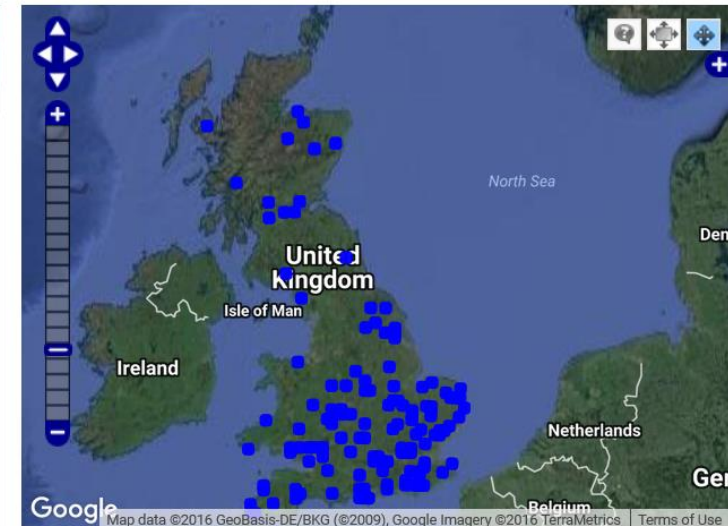 North Sea
Den
United
Kingdom
Isle of Man
Ireland
Netherlands
Ger
Belgium
Google
Map data ©2016 GeoBasis-DE/BKG (©2009), Google Imagery ©2016 TerraMetrics
Terms of Use